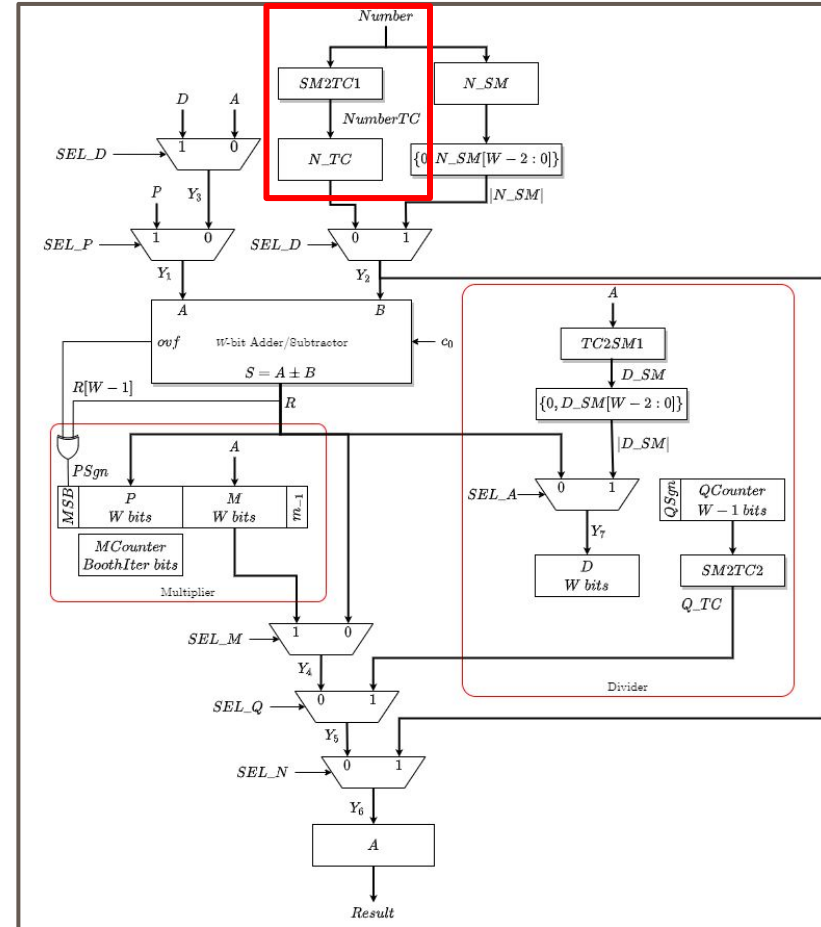 Number
SM2TC1
N_SM
NumberTC
D
A
1
0
SEL_D
N_TC
{0, N_SM[W − 2 : 0]}
|N_SM|
Y3
P
1
0
SEL_P
0
1
SEL_D
Y1
Y2
A
B
ovf
W-bit Adder/Subtractor
c0
S = A ± B
R[W − 1]
R
A
TC2SM1
D_SM
{0, D_SM[W − 2 : 0]}
|D_SM|
PSgn
A
MSB
P
W bits
M
W bits
m−1
MCounter
BoothIter bits
Multiplier
0
1
SEL_A
Y7
D
W bits
QSgn
QCounter
W − 1 bits
SM2TC2
Q_TC
Divider
1
0
SEL_M
Y4
0
1
SEL_Q
Y5
0
1
SEL_N
Y6
A
Result